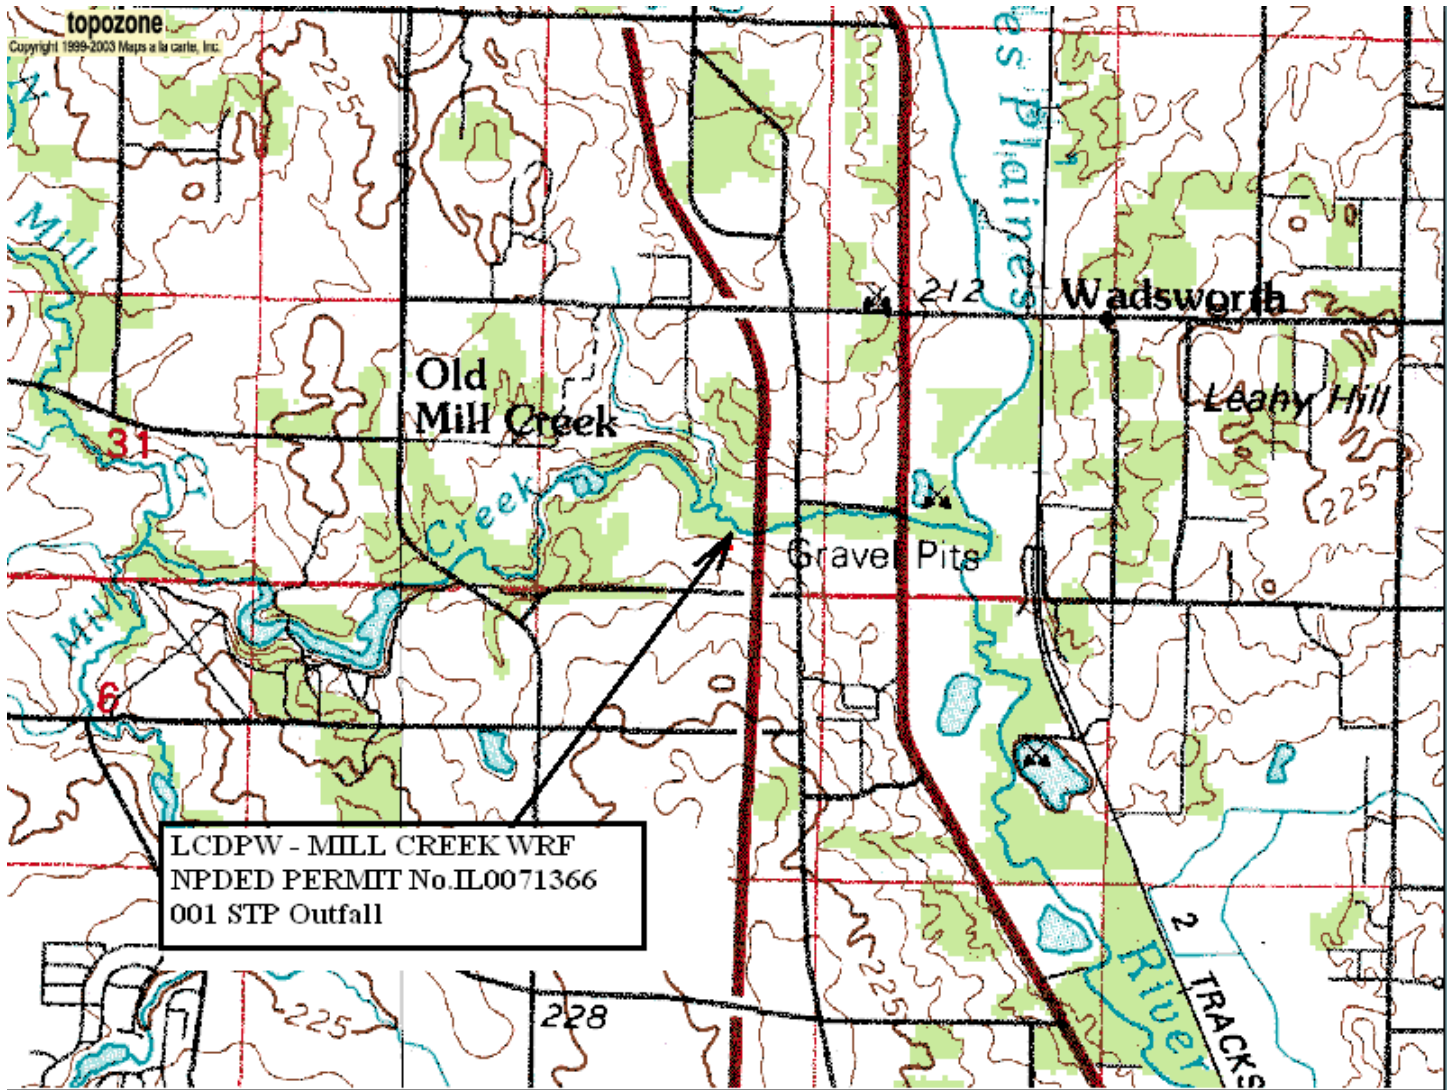 topozone
Copyright 1999-2003 Maps a la carte, Inc.
225
es Plaines
Mill
212
Wadsworth
Old
Mill Creek
Leahy Hill
31
Creek
225
Gravel Pits
Mill
6
LCDPW - MILL CREEK WRF
NPDED PERMIT No.IL0071366
001 STP Outfall
2
TRACKS
River
225
225
228